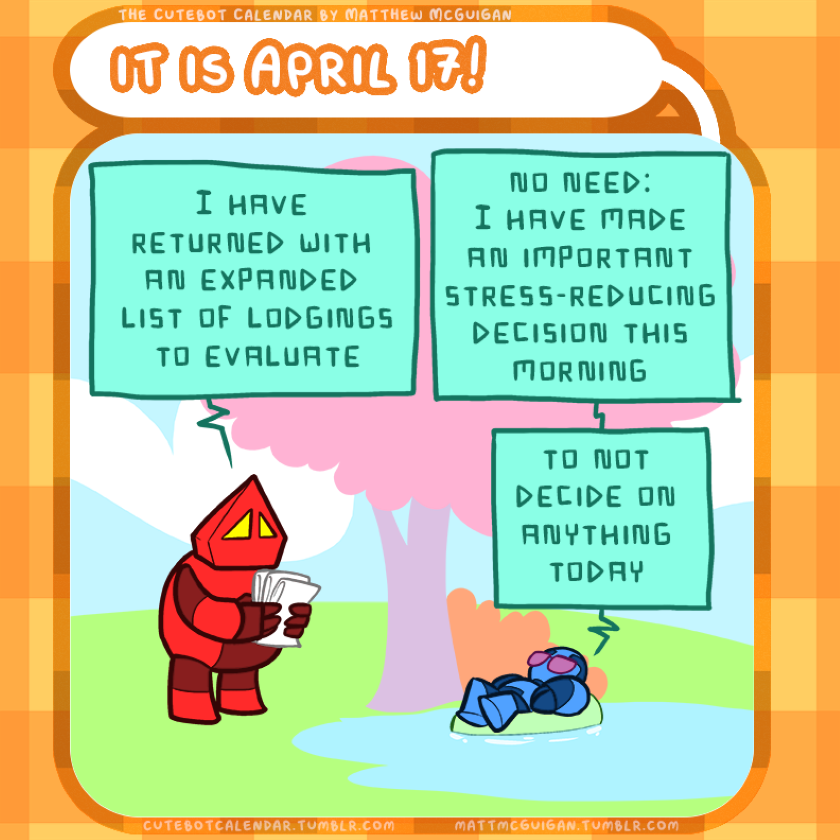 THE CUTEBOT CALENDAR BY MATTHEW MCGUIGAN
IT IS APRIL 17!
I HAVE
RETURNED WITH
AN EXPANDED
LIST OF LODGINGS
TO EVALUATE
NO NEED:
I HAVE MADE
AN IMPORTANT
STRESS-REDUCING
DECISION THIS
MORNING
TO NOT
DECIDE ON
ANYTHING
TODAY
CUTEBOTCALENDAR.TUMBLR.COM
MATTMCGUIGAN.TUMBLR.COM